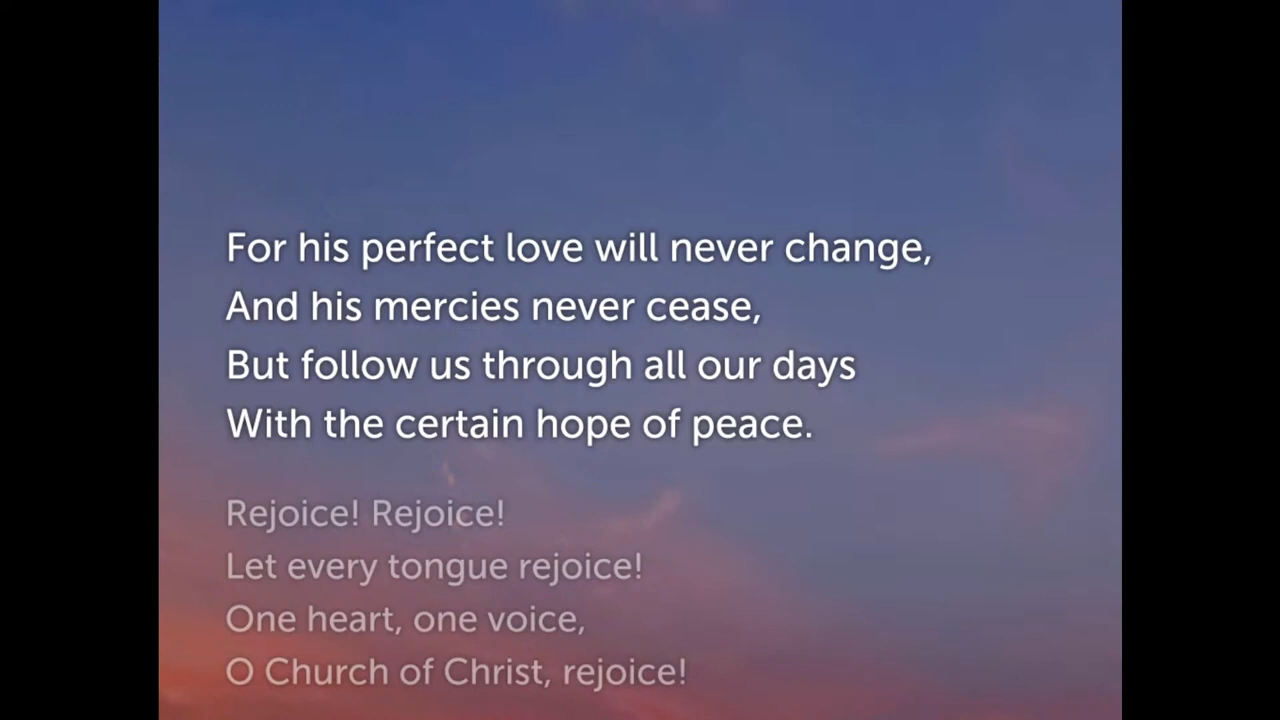 For his perfect love will never change,
And his mercies never cease,
But follow us through all our days
With the certain hope of peace.
Rejoice! Rejoice!
Let every tongue rejoice!
One heart, one voice,
O Church of Christ, rejoice!